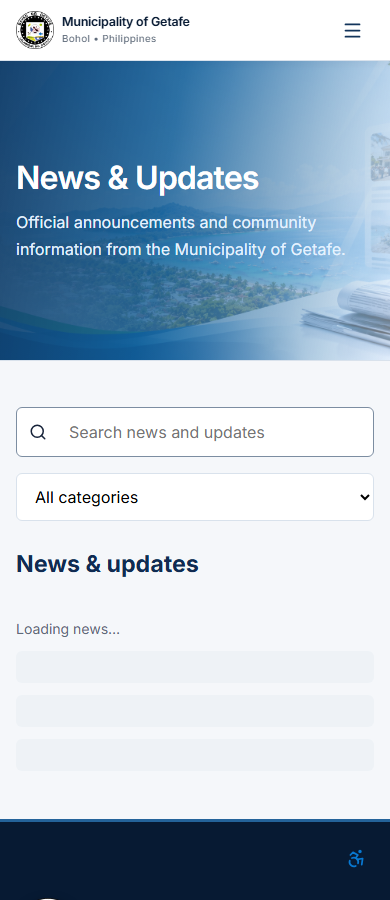 Municipality of Getafe
Bohol • Philippines
News & Updates
Official announcements and community
information from the Municipality of Getafe.
Search news and updates
All categories
News & updates
Loading news...